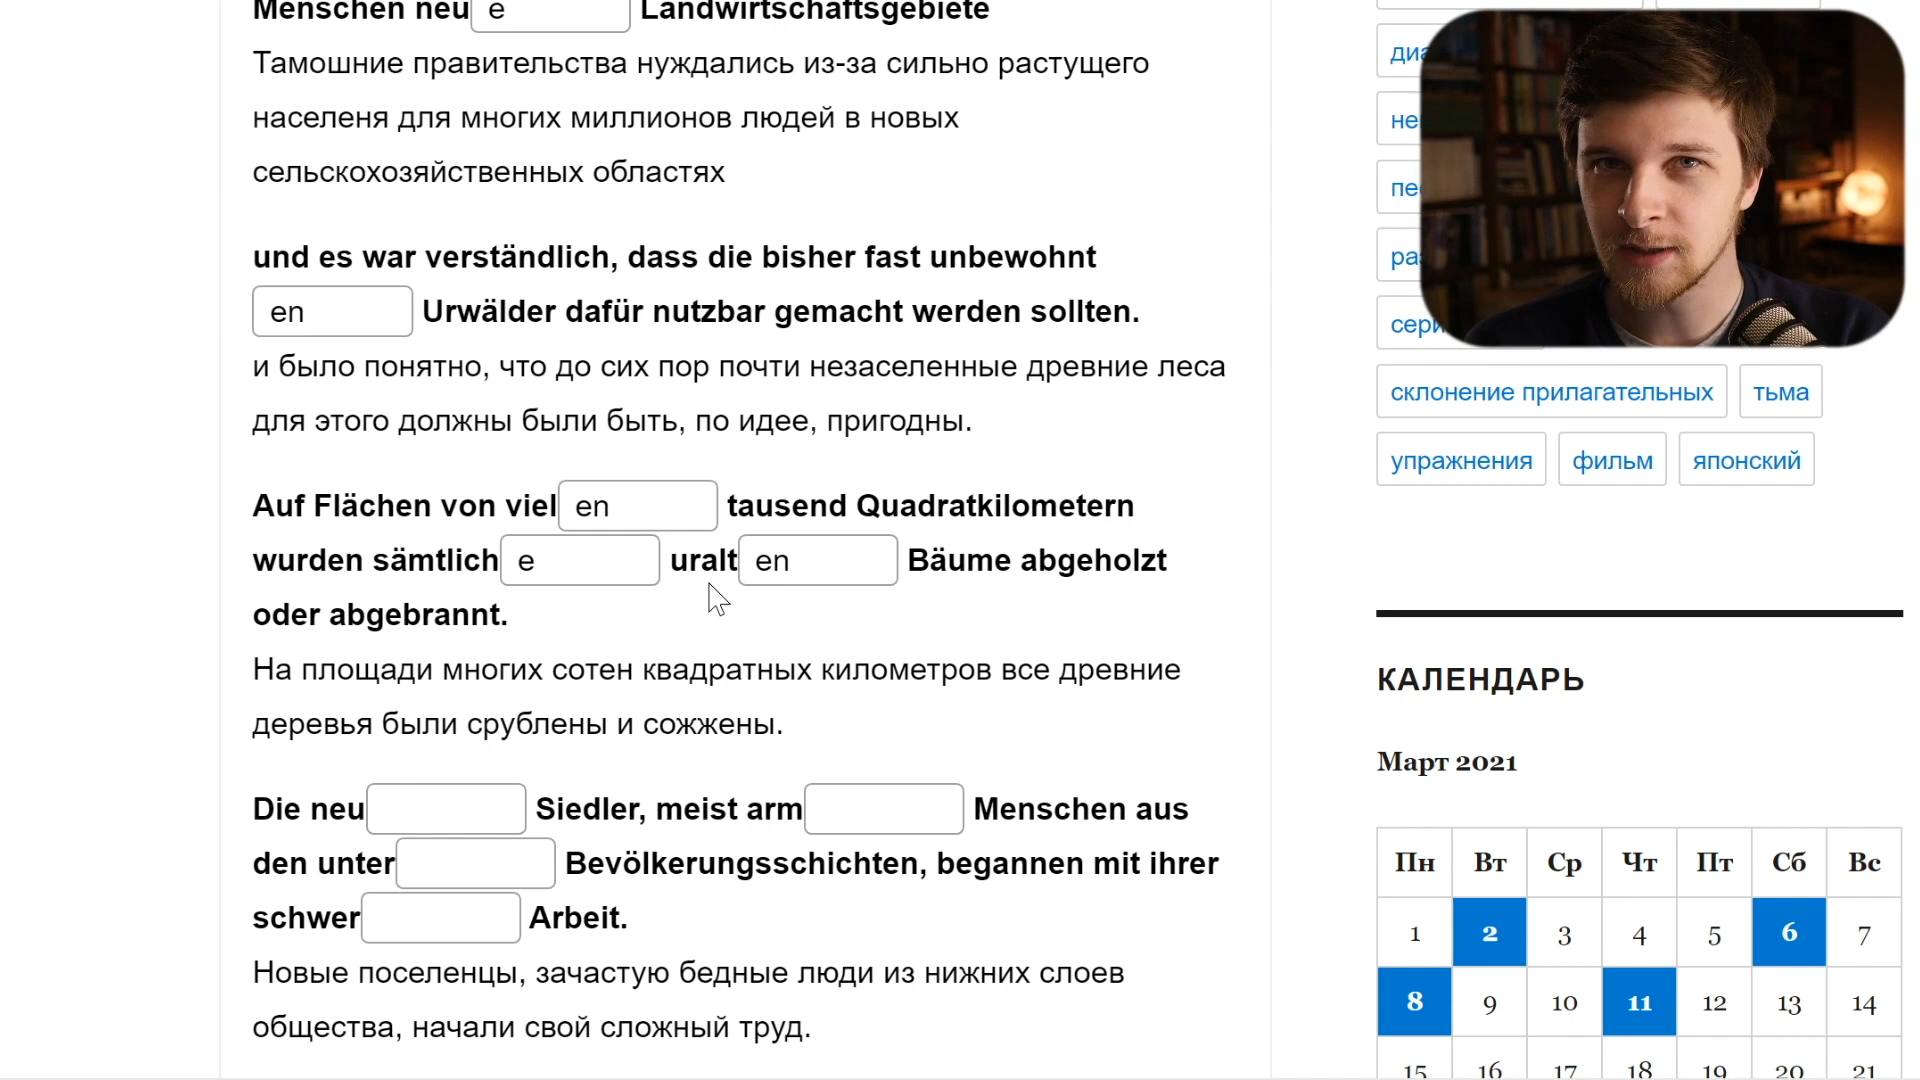 Menschen neu e Landwirtschaftsgebiete
Тамошние правительства нуждались из-за сильно растущего
населеня для многих миллионов людей в новых
сельскохозяйственных областях
und es war verständlich, dass die bisher fast unbewohnt
en Urwälder dafür nutzbar gemacht werden sollten.
и было понятно, что до сих пор почти незаселенные древние леса
для этого должны были быть, по идее, пригодны.
Auf Flächen von viel en tausend Quadratkilometern
wurden sämtlich e uralt en Bäume abgeholzt
oder abgebrannt.
На площади многих сотен квадратных километров все древние
деревья были срублены и сожжены.
Die neu Siedler, meist arm Menschen aus
den unter Bevölkerungsschichten, begannen mit ihrer
schwer Arbeit.
Новые поселенцы, зачастую бедные люди из нижних слоев
общества, начали свой сложный труд.
склонение прилагательных тьма
упражнения фильм японский
КАЛЕНДАРЬ
Март 2021
Пн Вт Ср Чт Пт Сб Вс
1 2 3 4 5 6 7
8 9 10 11 12 13 14
15 16 17 18 19 20 21